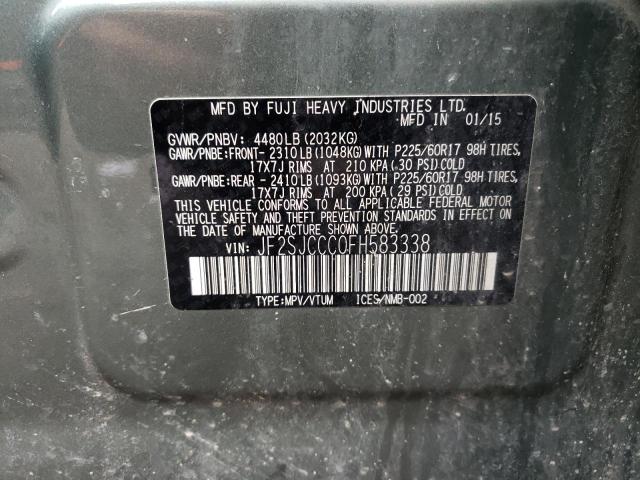 MFD BY FUJI HEAVY INDUSTRIES LTD.
MFD IN 01/15
GVWR/PNBV: 4480LB (2032KG)
GAWR/PNBE:FRONT- 2310LB (1048KG) WITH P225/60R17 98H TIRES,
17X7J RIMS AT 210 KPA (30 PSI) COLD
GAWR/PNBE:REAR - 2410LB (1093KG) WITH P225/60R17 98H TIRES,
17X7J RIMS AT 200 KPA (29 PSI) COLD
THIS VEHICLE CONFORMS TO ALL APPLICABLE FEDERAL MOTOR
VEHICLE SAFETY AND THEFT PREVENTION STANDARDS IN EFFECT ON
THE DATE OF MANUFACTURE SHOWN ABOVE.
VIN: JF2SJCCC0FH583338
TYPE:MPV/VTUM ICES/NMB-002